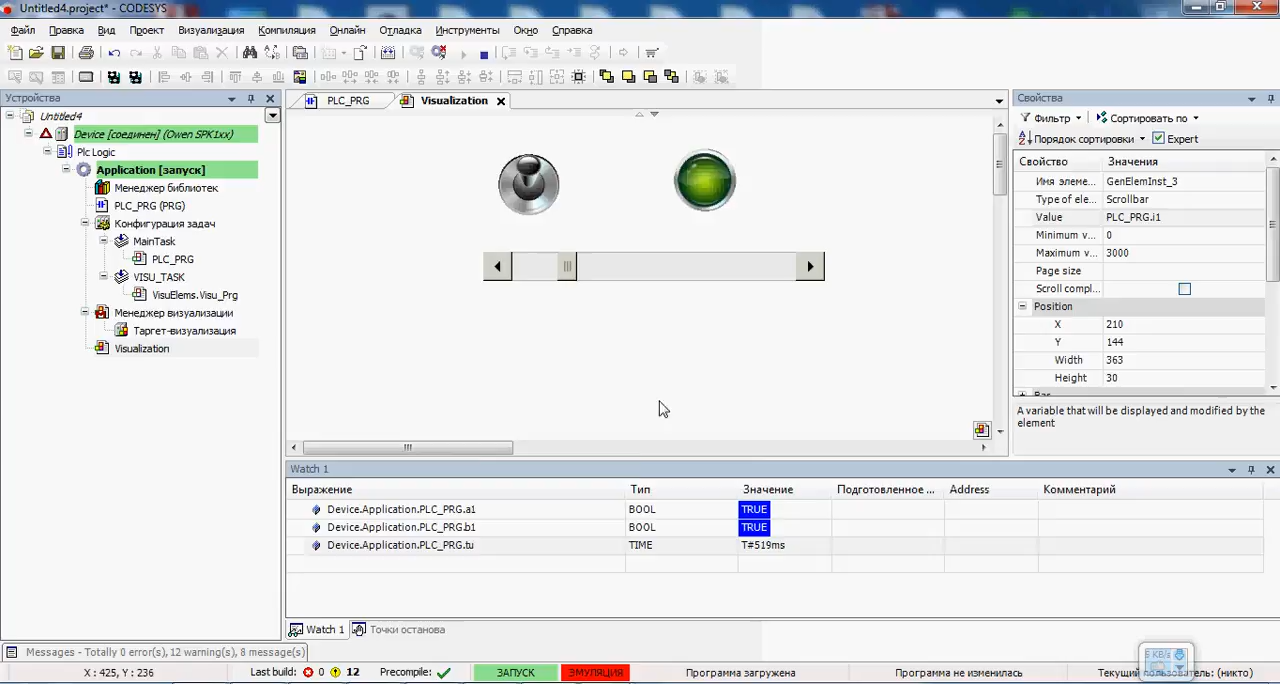 Untitled4.project* - CODESYS
Файл Правка Вид Проект Визуализация Компиляция Онлайн Отладка Инструменты Окно Справка
Устройства
Untitled4
Device [соединен] (Owen SPK1xx)
Plc Logic
Application [запуск]
Менеджер библиотек
PLC_PRG (PRG)
Конфигурация задач
MainTask
PLC_PRG
VISU_TASK
VisuElems.Visu_Prg
Менеджер визуализации
Таргет-визуализация
Visualization
PLC_PRG Visualization
Свойства
Фильтр Сортировать по
Порядок сортировки Expert
Свойство Значения
Имя элеме... GenElemInst_3
Type of ele... Scrollbar
Value PLC_PRG.i1
Minimum v... 0
Maximum v... 3000
Page size
Scroll compl...
Position
X 210
Y 144
Width 363
Height 30
Bar
A variable that will be displayed and modified by the
element
Watch 1
Выражение Тип Значение Подготовленное ... Address Комментарий
Device.Application.PLC_PRG.a1 BOOL TRUE
Device.Application.PLC_PRG.b1 BOOL TRUE
Device.Application.PLC_PRG.tu TIME T#519ms
Watch 1 Точки останова
Messages - Totally 0 error(s), 12 warning(s), 8 message(s)
X : 425, Y : 236 Last build: 0 12 Precompile: ЗАПУСК ЭМУЛЯЦИЯ Программа загружена Программа не изменилась Текущий пользователь: (никто)